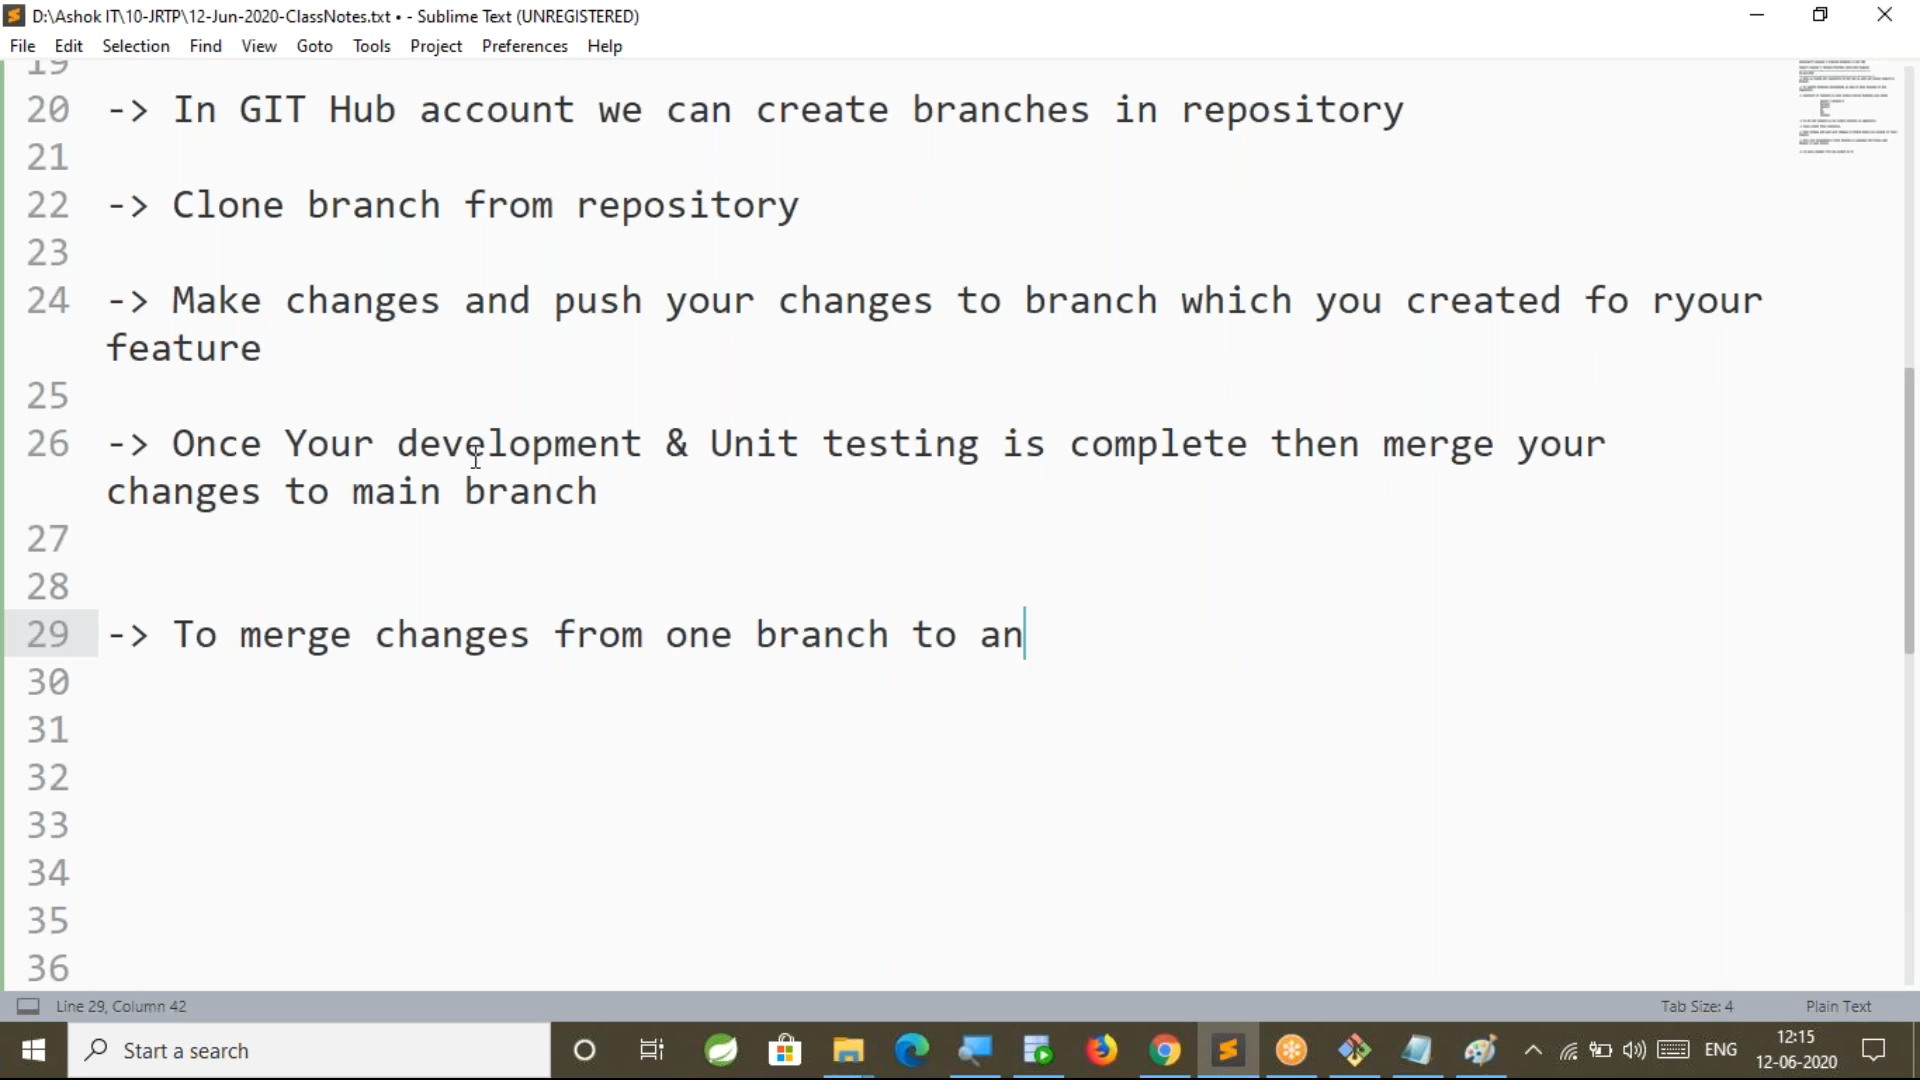 D:\Ashok IT\10-JRTP\12-Jun-2020-ClassNotes.txt • - Sublime Text (UNREGISTERED)
File Edit Selection Find View Goto Tools Project Preferences Help
19
20 -> In GIT Hub account we can create branches in repository
21
22 -> Clone branch from repository
23
24 -> Make changes and push your changes to branch which you created fo ryour
feature
25
26 -> Once Your development & Unit testing is complete then merge your
changes to main branch
27
28
29 -> To merge changes from one branch to an
30
31
32
33
34
35
36
Line 29, Column 42 Tab Size: 4 Plain Text
Start a search ENG 12:15
12-06-2020